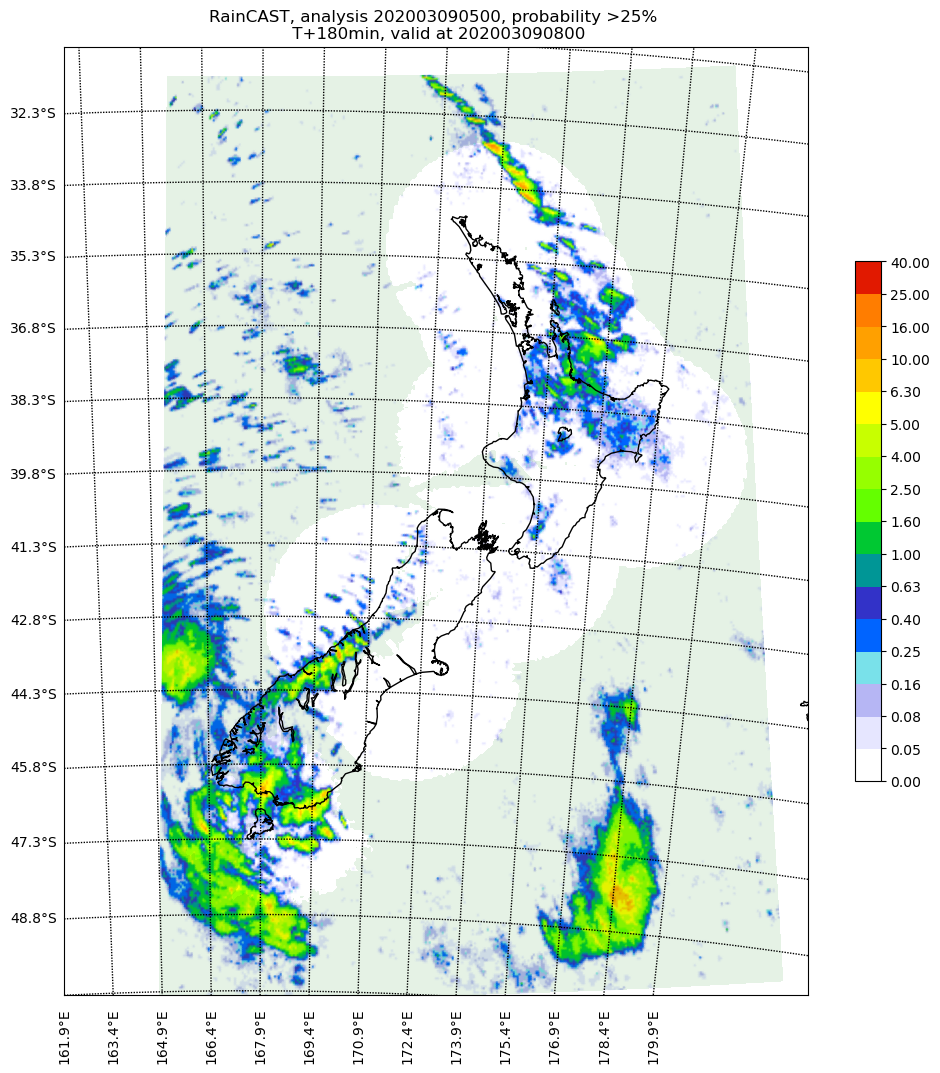 RainCAST, analysis 202003090500, probability >25%
T+180min, valid at 202003090800
32.3°S
33.8°S
35.3°S
36.8°S
38.3°S
39.8°S
41.3°S
42.8°S
44.3°S
45.8°S
47.3°S
48.8°S
161.9°E
163.4°E
164.9°E
166.4°E
167.9°E
169.4°E
170.9°E
172.4°E
173.9°E
175.4°E
176.9°E
178.4°E
179.9°E
40.00
25.00
16.00
10.00
6.30
5.00
4.00
2.50
1.60
1.00
0.63
0.40
0.25
0.16
0.08
0.05
0.00